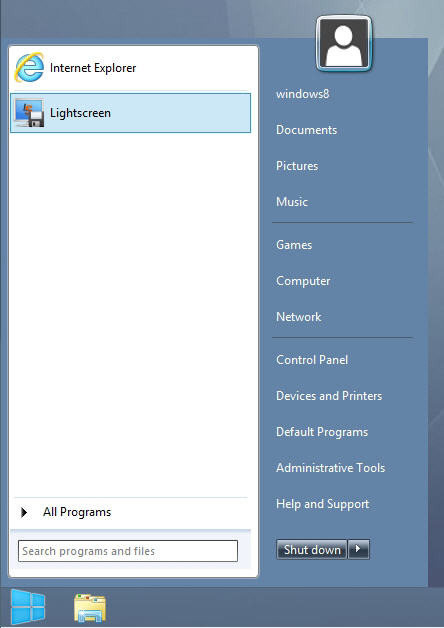 Internet Explorer
Lightscreen
All Programs
Search programs and files
windows8
Documents
Pictures
Music
Games
Computer
Network
Control Panel
Devices and Printers
Default Programs
Administrative Tools
Help and Support
Shut down